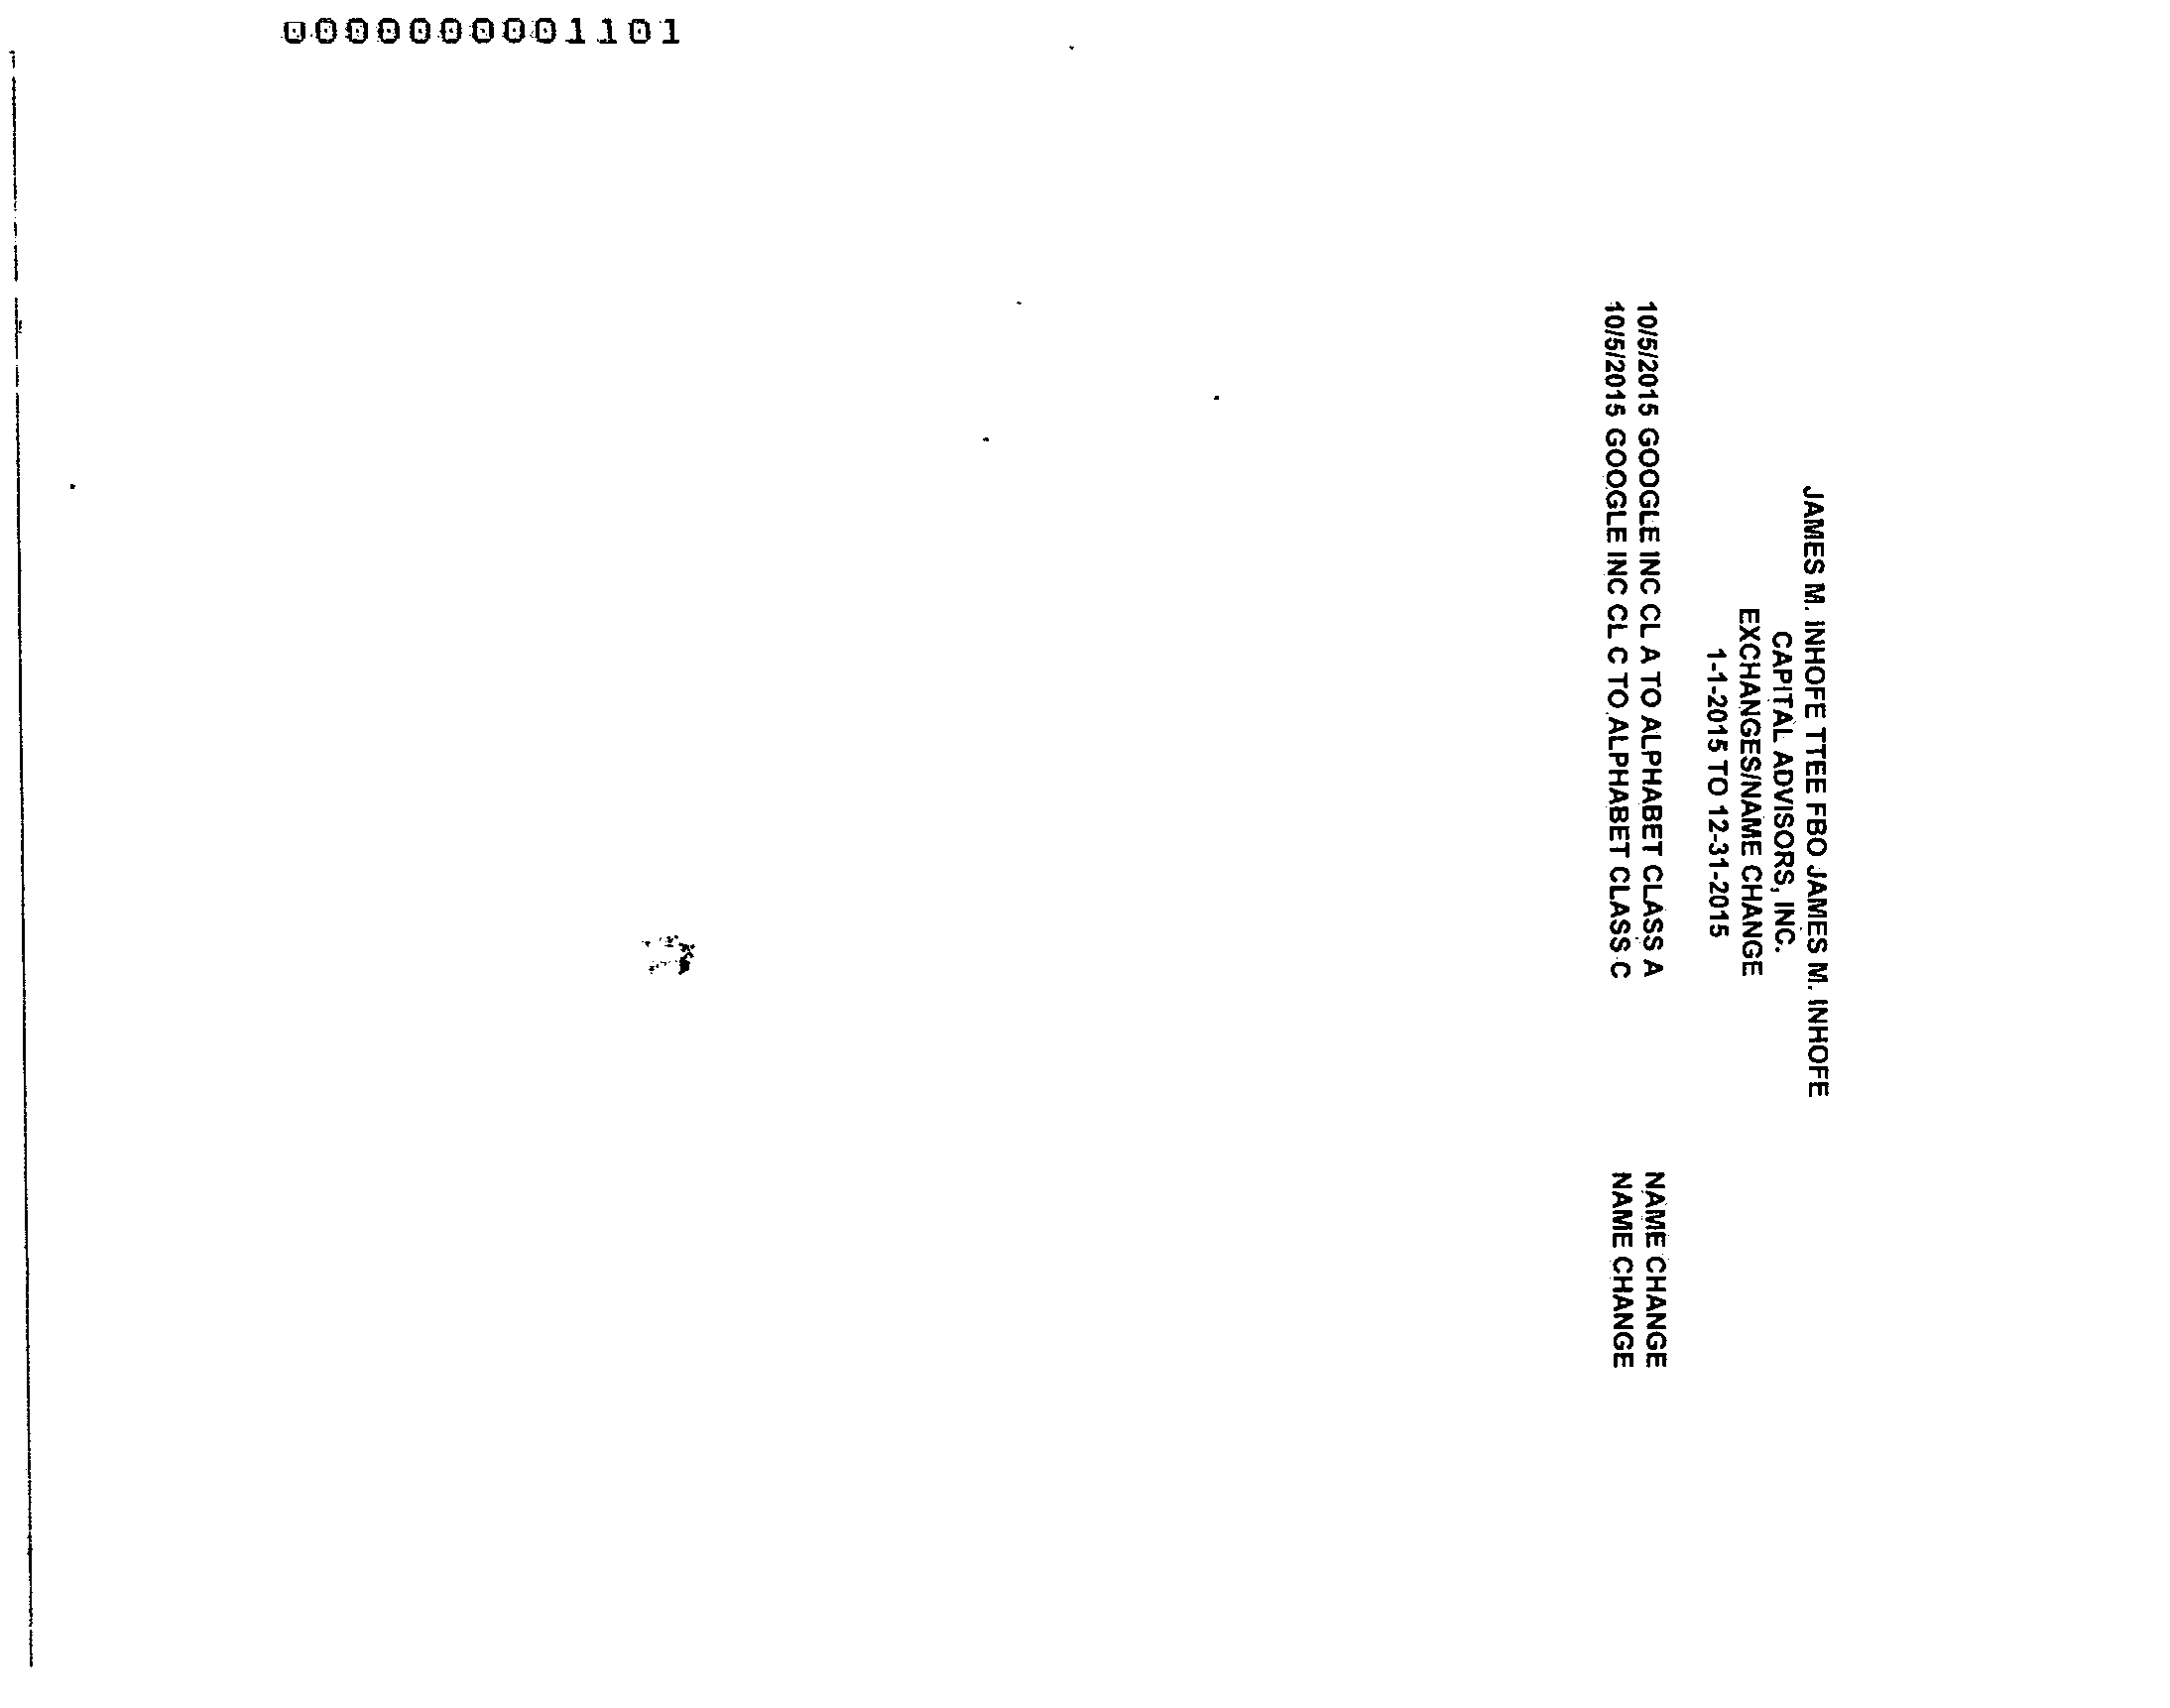 0000000001101
JAMES M. INHOFE TTEE FBO JAMES M. INHOFE
CAPITAL ADVISORS, INC.
EXCHANGES/NAME CHANGE
1-1-2015 TO 12-31-2015
10/5/2015 GOOGLE INC CL A TO ALPHABET CLASS A NAME CHANGE
10/5/2015 GOOGLE INC CL C TO ALPHABET CLASS C NAME CHANGE